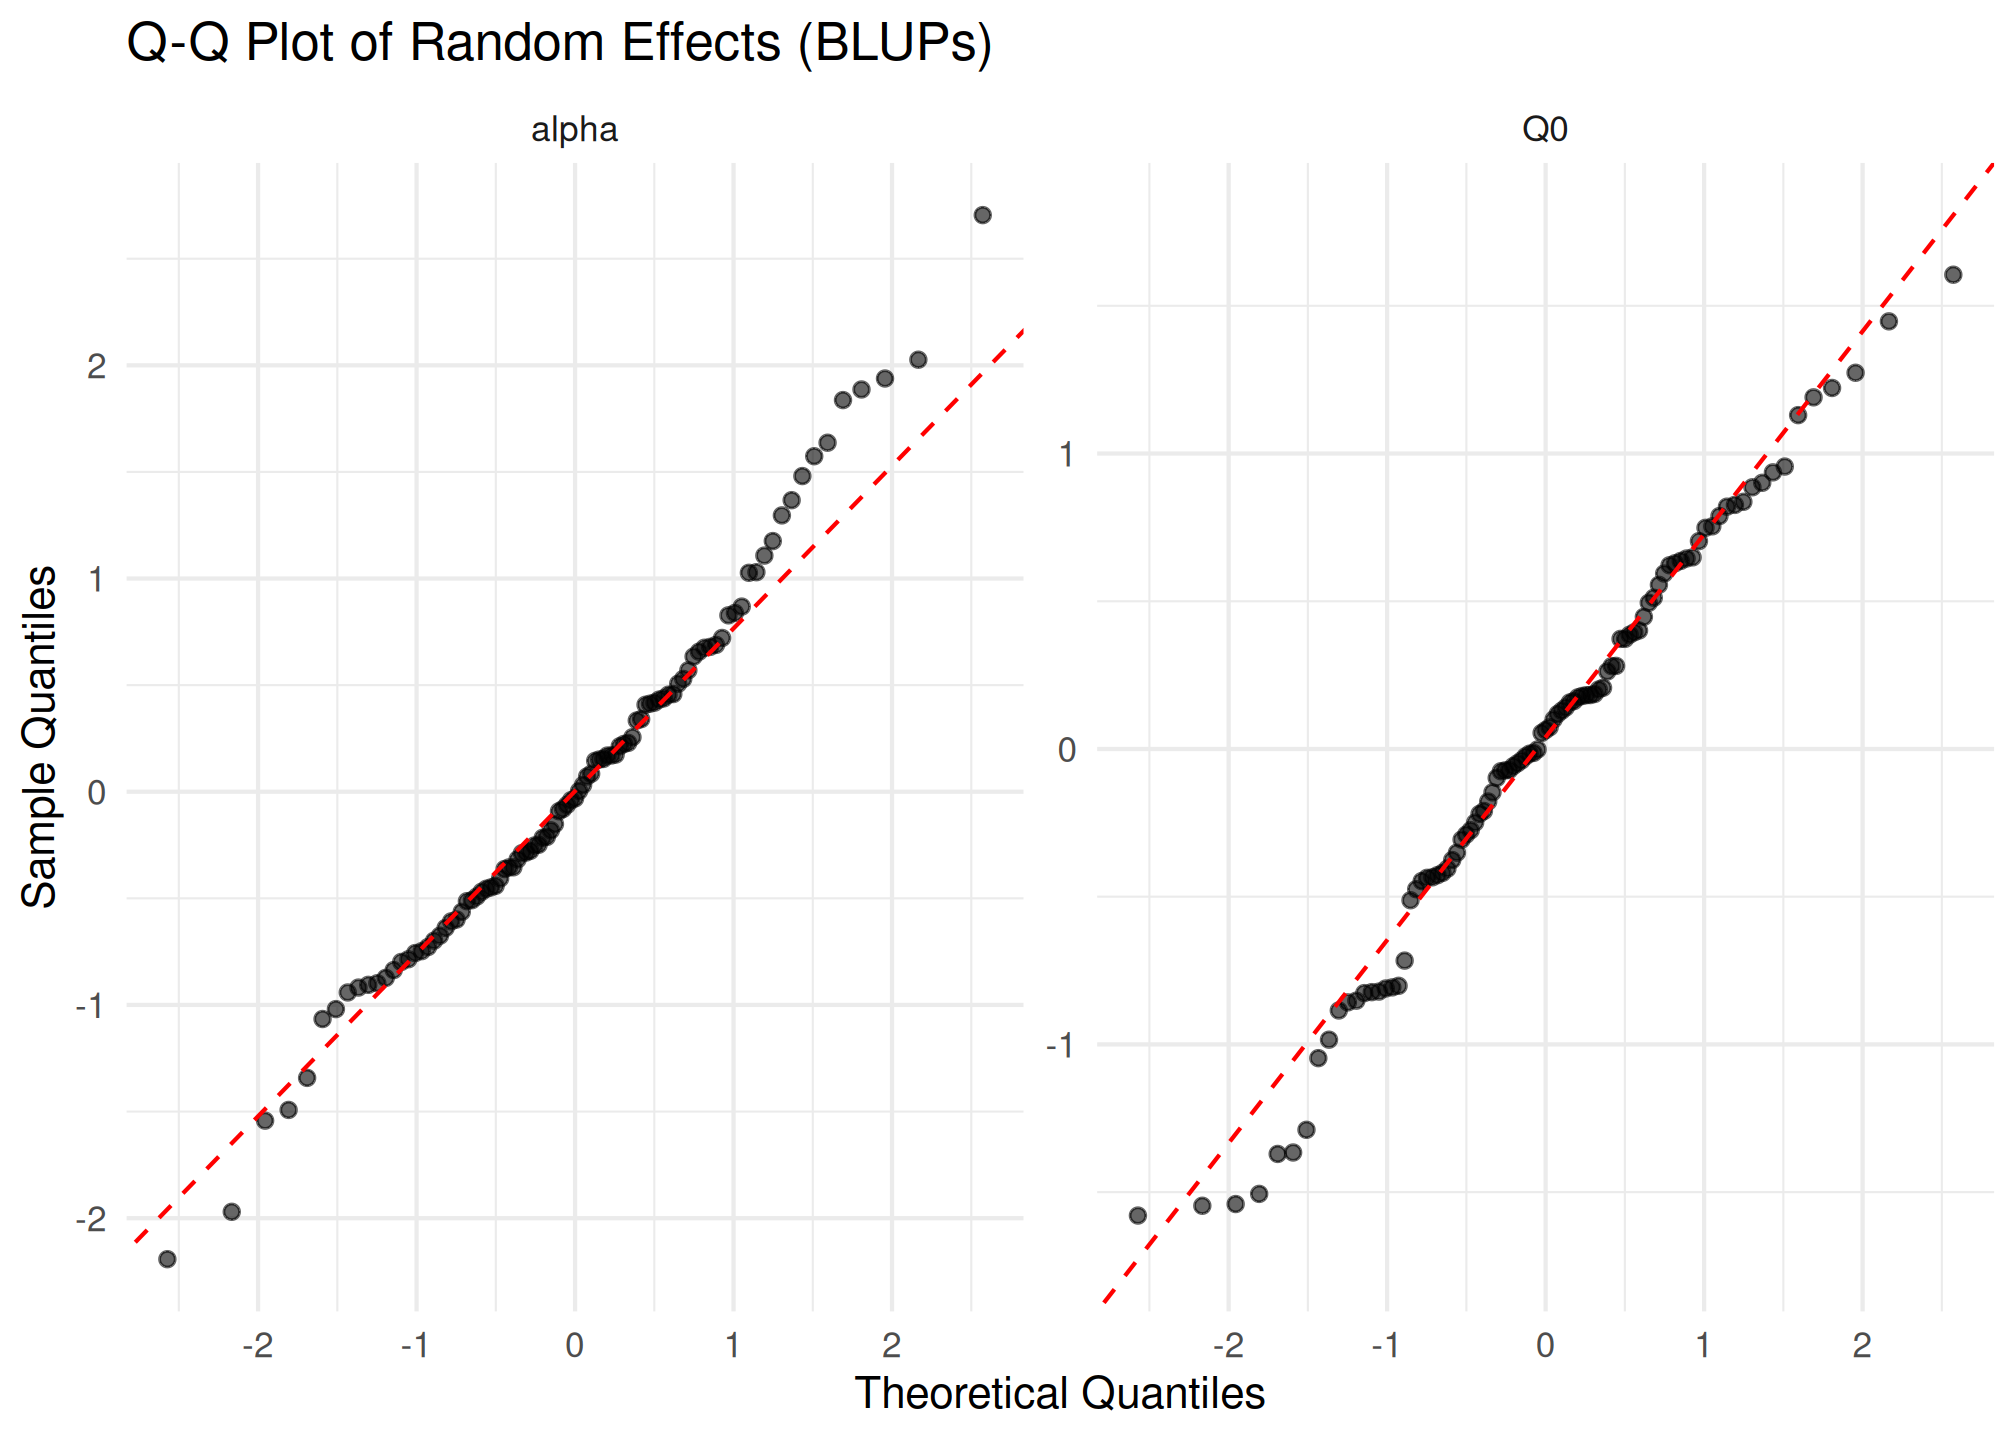 Q-Q Plot of Random Effects (BLUPs)
alpha
Q0
Sample Quantiles
2
1
0
-1
-2
1
0
-1
-2 -1 0 1 2
-2 -1 0 1 2
Theoretical Quantiles